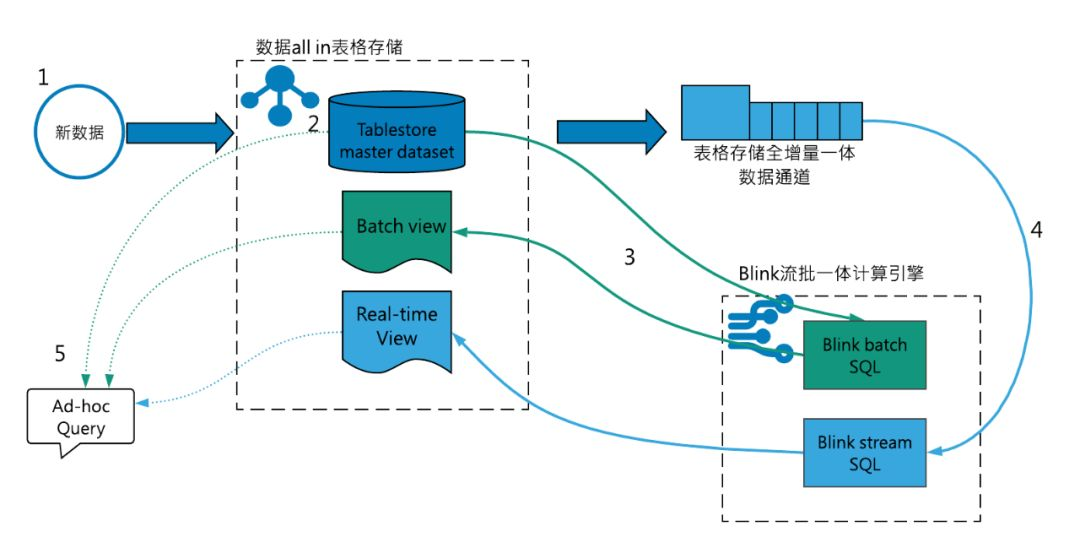 数据all in表格存储
1
新数据
2
Tablestore
master dataset
表格存储全增量一体
数据通道
Batch view
3
4
Blink流批一体计算引擎
Real-time
View
Blink batch
SQL
5
Ad-hoc
Query
Blink stream
SQL